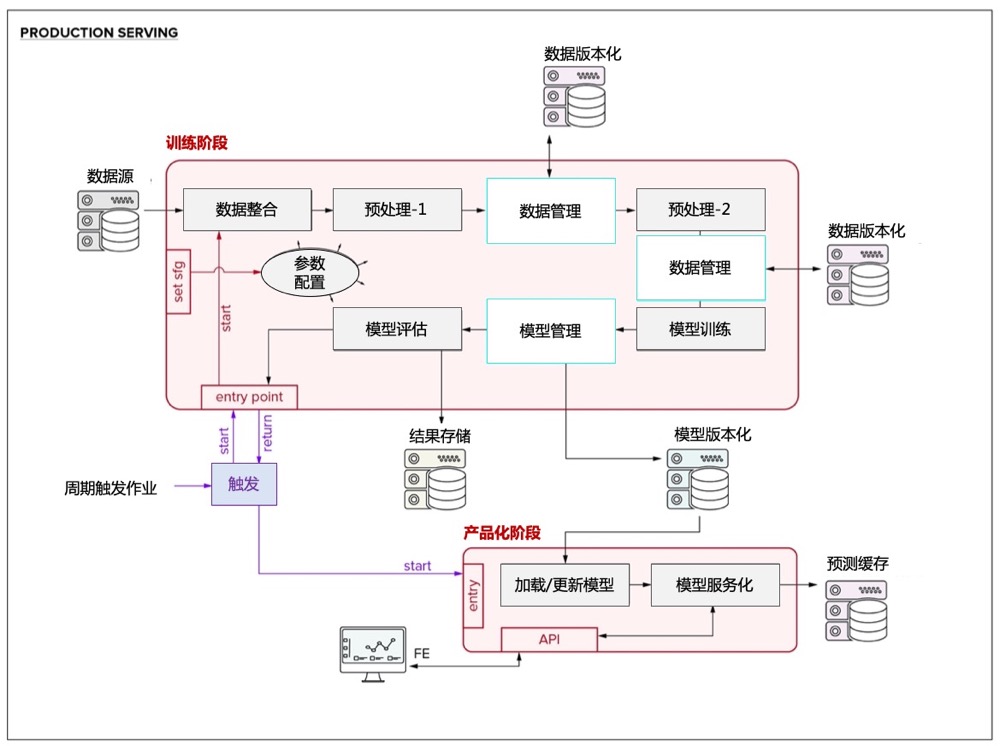 PRODUCTION SERVING
数据版本化
训练阶段
数据源
数据整合
预处理-1
数据管理
预处理-2
数据版本化
set sfg
参数
配置
数据管理
start
模型评估
模型管理
模型训练
entry point
start
return
结果存储
模型版本化
周期触发作业
触发
产品化阶段
start
entry
加载/更新模型
模型服务化
预测缓存
API
FE